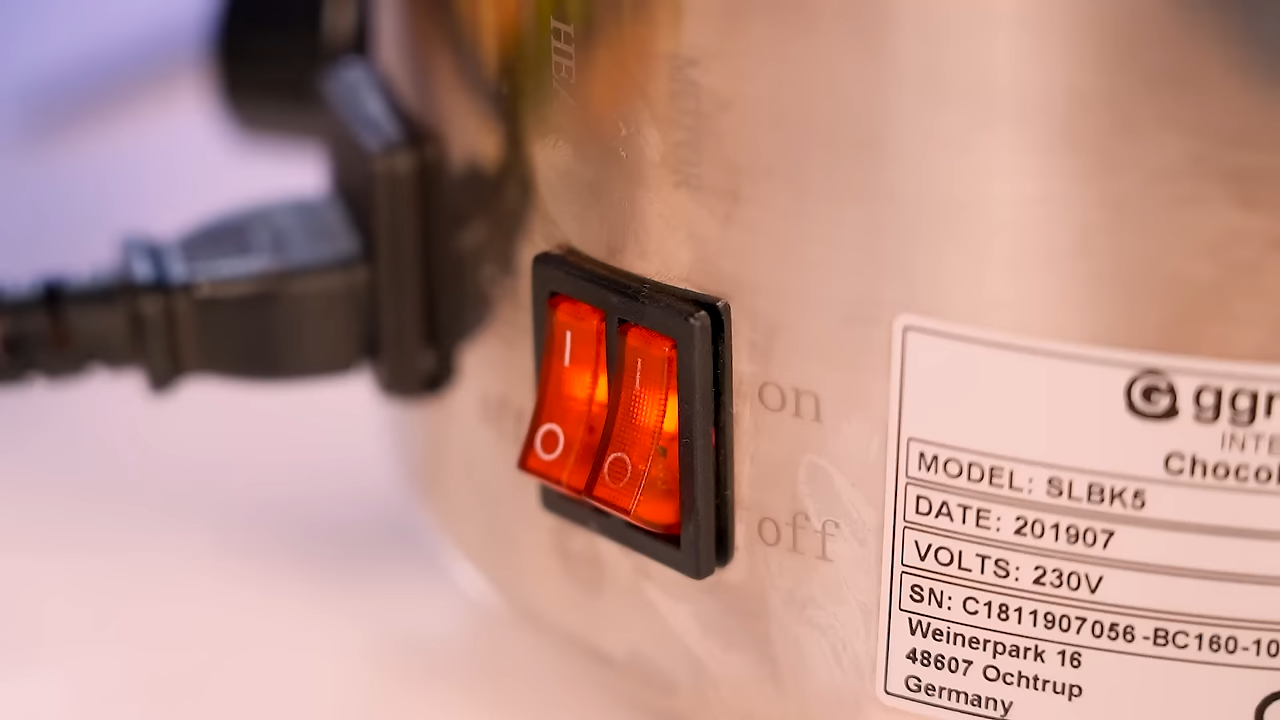 I
O
I
O
on
off
ggr
INTE
Chocol
MODEL: SLBK5
DATE: 201907
VOLTS: 230V
SN: C1811907056-BC160-10
Weinerpark 16
48607 Ochtrup
Germany